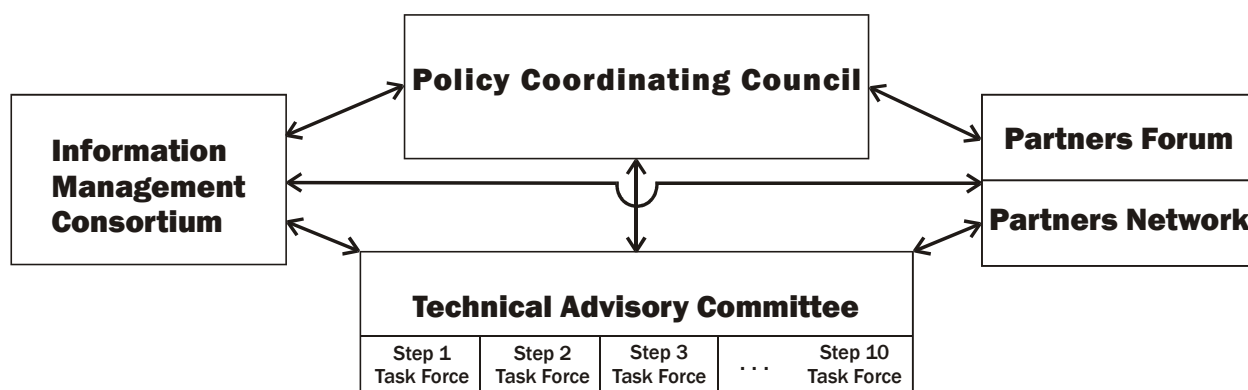 Policy Coordinating Council
Information
Management
Consortium
Partners Forum
Partners Network
Technical Advisory Committee
Step 1
Task Force
Step 2
Task Force
Step 3
Task Force
. . .
Step 10
Task Force